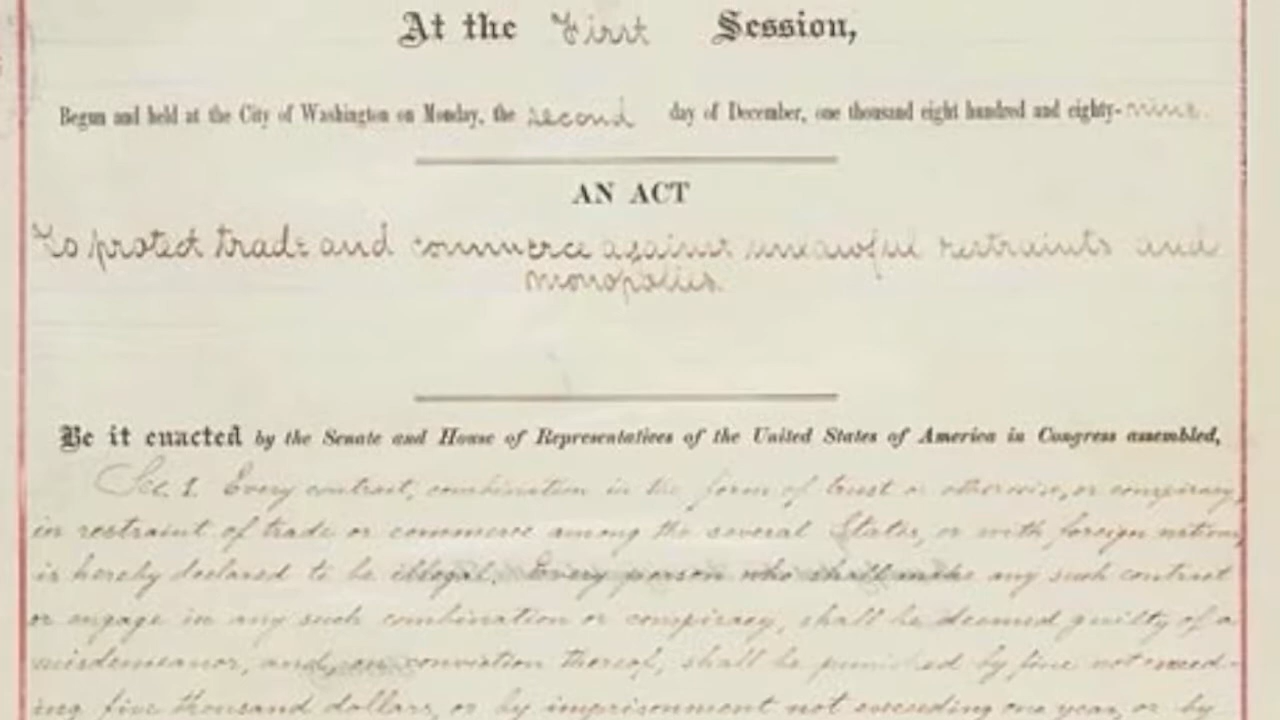 At the First Session,
Begun and held at the City of Washington on Monday, the second day of December, one thousand eight hundred and eighty-nine.
AN ACT
To protect trade and commerce against unlawful restraints and
monopolies.
Be it enacted by the Senate and House of Representatives of the United States of America in Congress assembled,
Sec. 1. Every contract, combination in the form of trust or otherwise, or conspiracy,
in restraint of trade or commerce among the several States, or with foreign nations,
is hereby declared to be illegal. Every person who shall make any such contract
or engage in any such combination or conspiracy, shall be deemed guilty of a
misdemeanor, and, on conviction thereof, shall be punished by fine not exceed-
ing five thousand dollars, or by imprisonment not exceeding one year, or by